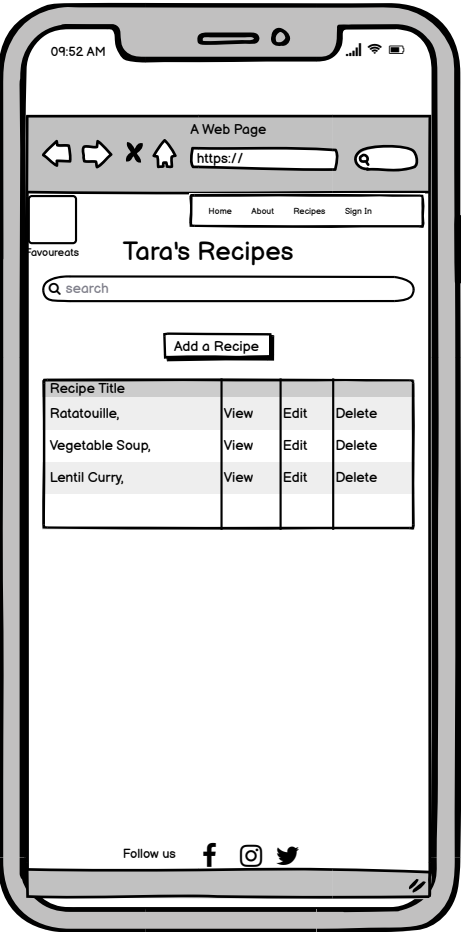 09:52 AM
A Web Page
https://
Home About Recipes Sign In
Favoureats
Tara's Recipes
search
Add a Recipe
Recipe Title
Ratatouille, View Edit Delete
Vegetable Soup, View Edit Delete
Lentil Curry, View Edit Delete
Follow us